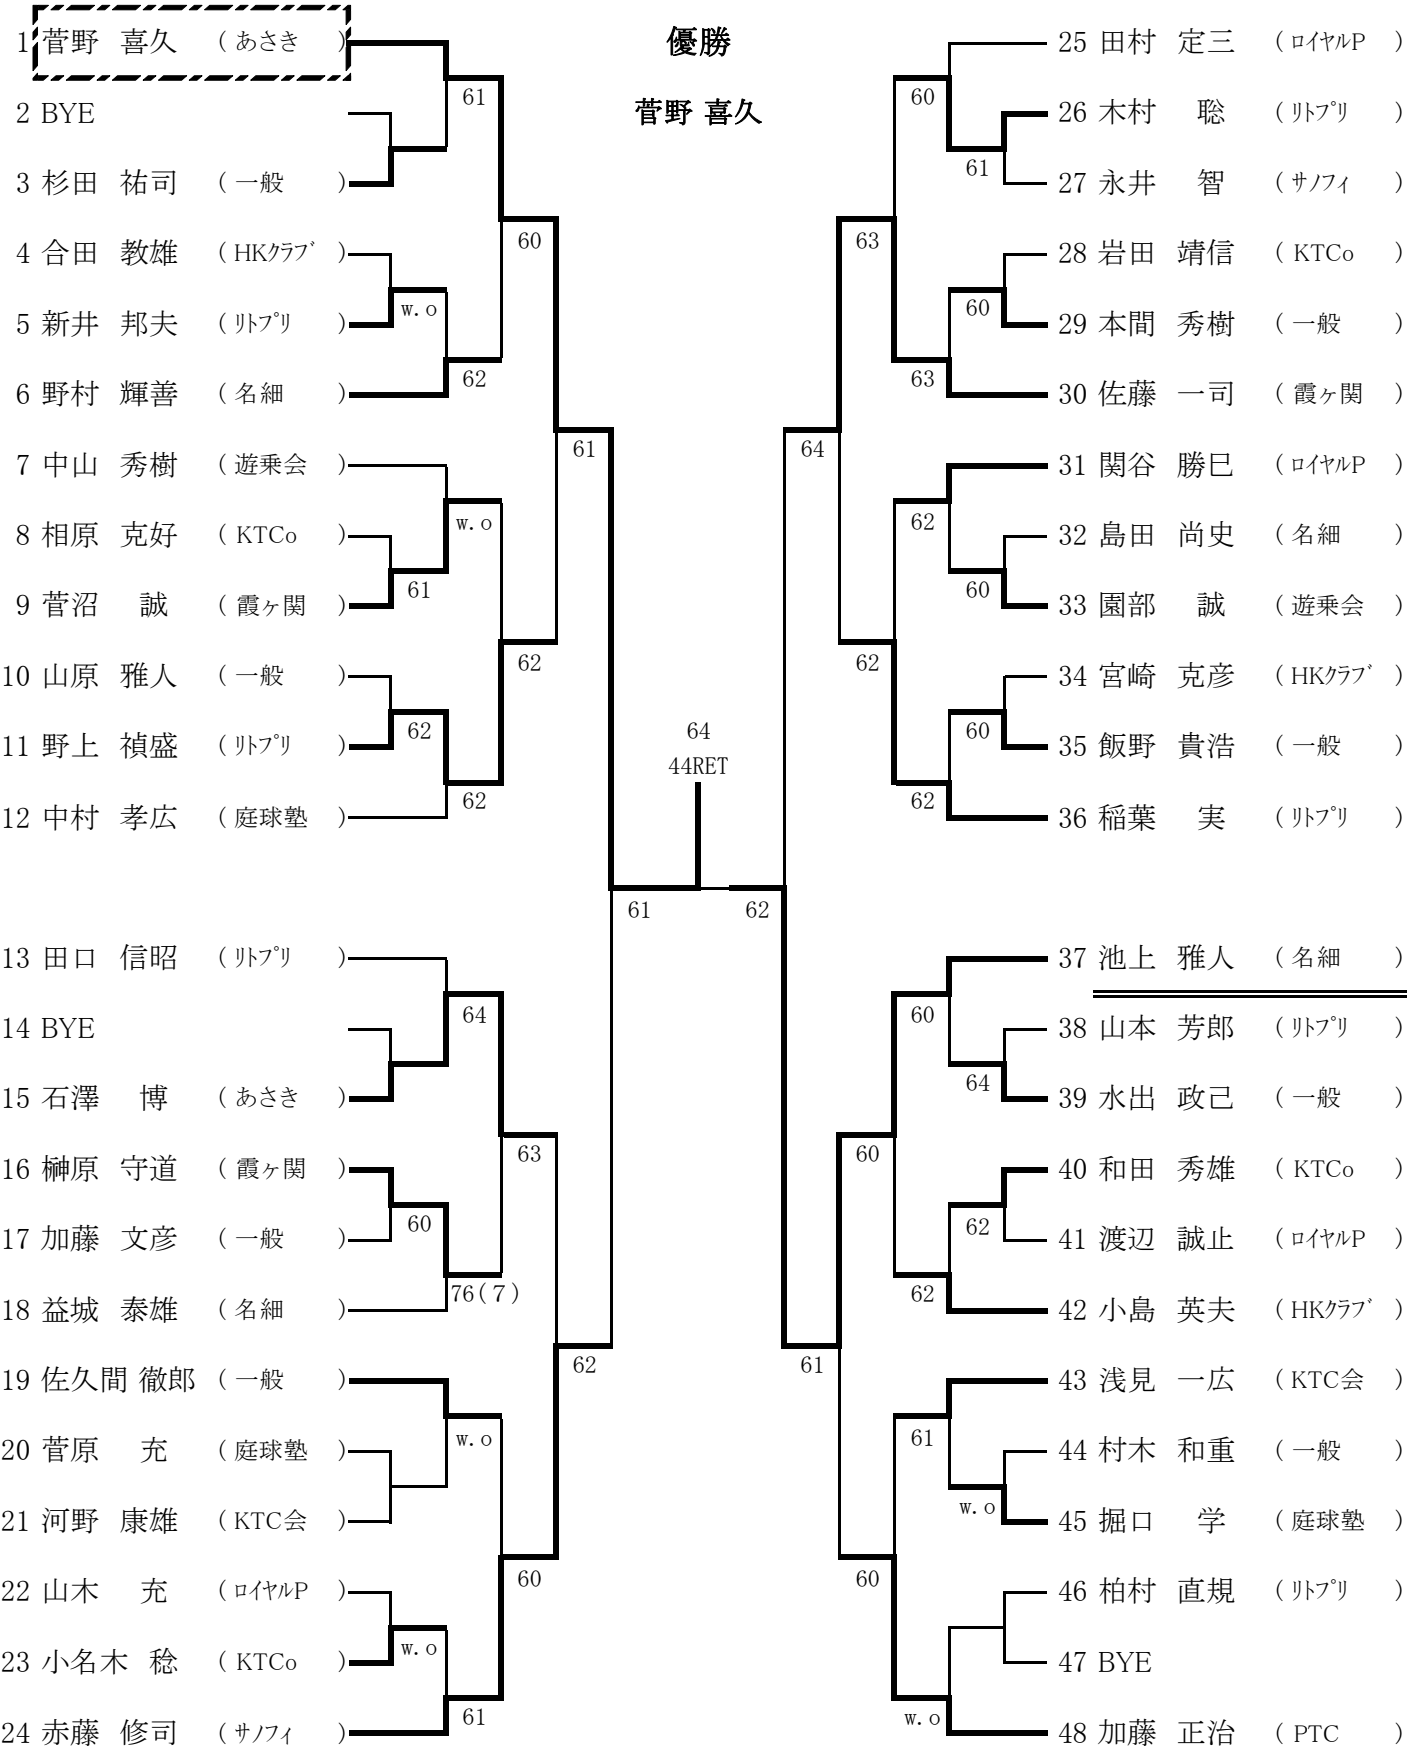 優勝
菅野 喜久
1 菅野 喜久 ( あさき )
2 BYE
3 杉田 祐司 ( 一般 )
4 合田 教雄 ( HKクラブ )
5 新井 邦夫 ( リトプリ )
6 野村 輝善 ( 名細 )
7 中山 秀樹 ( 遊乗会 )
8 相原 克好 ( KTCo )
9 菅沼 誠 ( 霞ヶ関 )
10 山原 雅人 ( 一般 )
11 野上 禎盛 ( リトプリ )
12 中村 孝広 ( 庭球塾 )
13 田口 信昭 ( リトプリ )
14 BYE
15 石澤 博 ( あさき )
16 榊原 守道 ( 霞ヶ関 )
17 加藤 文彦 ( 一般 )
18 益城 泰雄 ( 名細 )
19 佐久間 徹郎 ( 一般 )
20 菅原 充 ( 庭球塾 )
21 河野 康雄 ( KTC会 )
22 山木 充 ( ロイヤルP )
23 小名木 稔 ( KTCo )
24 赤藤 修司 ( サノフィ )
61
60
w.o
62
61
w.o
61
62
62
62
64
44RET
61
62
64
63
60
76(7)
62
w.o
60
w.o
61
25 田村 定三 ( ロイヤルP )
26 木村 聡 ( リトプリ )
27 永井 智 ( サノフィ )
28 岩田 靖信 ( KTCo )
29 本間 秀樹 ( 一般 )
30 佐藤 一司 ( 霞ヶ関 )
31 関谷 勝巳 ( ロイヤルP )
32 島田 尚史 ( 名細 )
33 園部 誠 ( 遊乗会 )
34 宮崎 克彦 ( HKクラブ )
35 飯野 貴浩 ( 一般 )
36 稲葉 実 ( リトプリ )
37 池上 雅人 ( 名細 )
38 山本 芳郎 ( リトプリ )
39 水出 政己 ( 一般 )
40 和田 秀雄 ( KTCo )
41 渡辺 誠止 ( ロイヤルP )
42 小島 英夫 ( HKクラブ )
43 浅見 一広 ( KTC会 )
44 村木 和重 ( 一般 )
45 掘口 学 ( 庭球塾 )
46 柏村 直規 ( リトプリ )
47 BYE
48 加藤 正治 ( PTC )
60
61
63
60
63
64
62
60
62
60
62
60
64
60
62
62
61
61
w.o
60
w.o